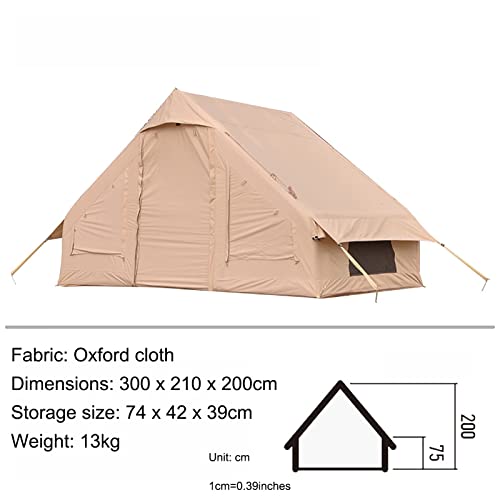 Fabric: Oxford cloth
Dimensions: 300 x 210 x 200cm
Storage size: 74 x 42 x 39cm
Weight: 13kg
Unit: cm
1cm=0.39inches
200
75